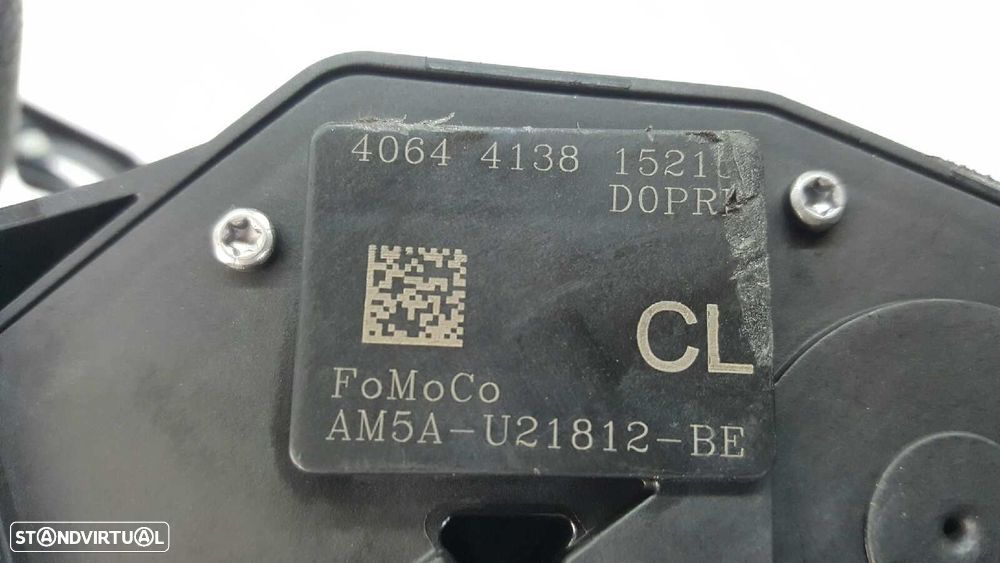 4064 4138
CL
FoMoCo
AM5A-U21812-BE
STANDVIRTUAL